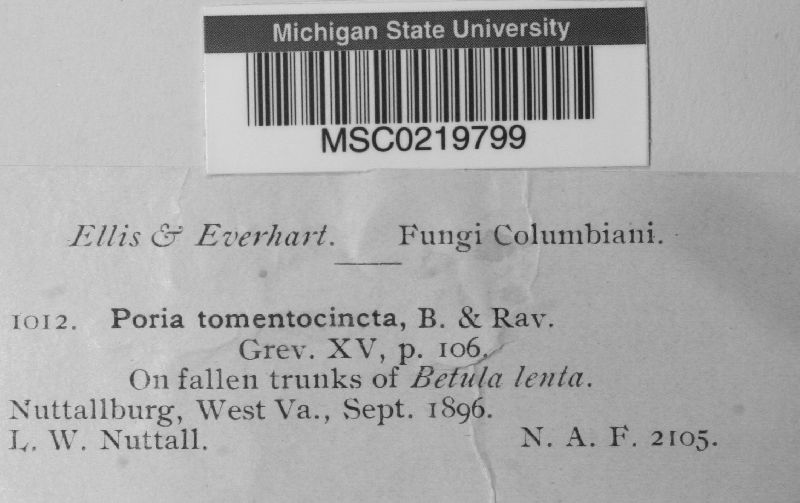 Michigan State University
MSC0219799
Ellis & Everhart. Fungi Columbiani.
1012. Poria tomentocincta, B. & Rav.
Grev. XV, p. 106.
On fallen trunks of Betula lenta.
Nuttallburg, West Va., Sept. 1896.
L. W. Nuttall. N. A. F. 2105.